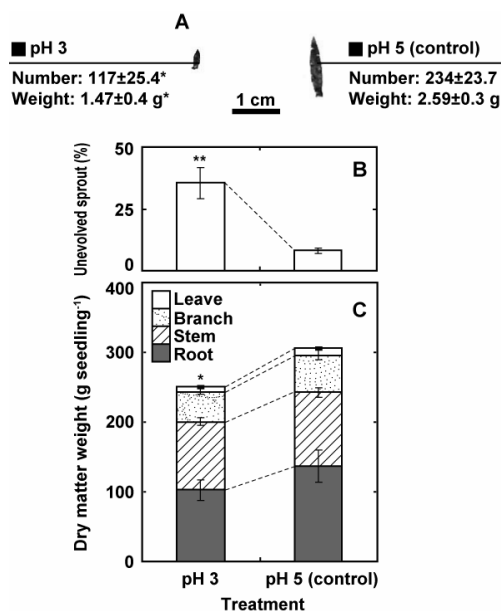 A
■ pH 3
■ pH 5 (control)
Number: 117±25.4*
Number: 234±23.7
Weight: 1.47±0.4 g*
Weight: 2.59±0.3 g
1 cm
Unevolved sprout (%)
50
25
0
**
B
Dry matter weight (g seedling⁻¹)
400
300
200
100
0
C
Leave
Branch
Stem
Root
*
pH 3
pH 5 (control)
Treatment